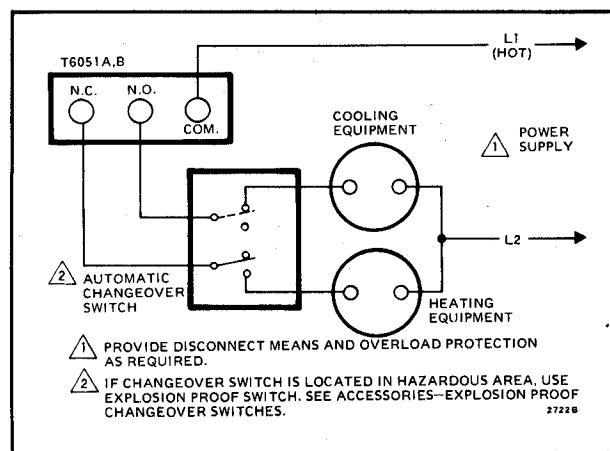 L1
(HOT)
T6051A,B
N.C. N.O. COM.
COOLING
EQUIPMENT
1 POWER
SUPPLY
L2
2 AUTOMATIC
CHANGEOVER
SWITCH
HEATING
EQUIPMENT
1 PROVIDE DISCONNECT MEANS AND OVERLOAD PROTECTION
AS REQUIRED.
2 IF CHANGEOVER SWITCH IS LOCATED IN HAZARDOUS AREA, USE
EXPLOSION PROOF SWITCH. SEE ACCESSORIES—EXPLOSION PROOF
CHANGEOVER SWITCHES.
2722B